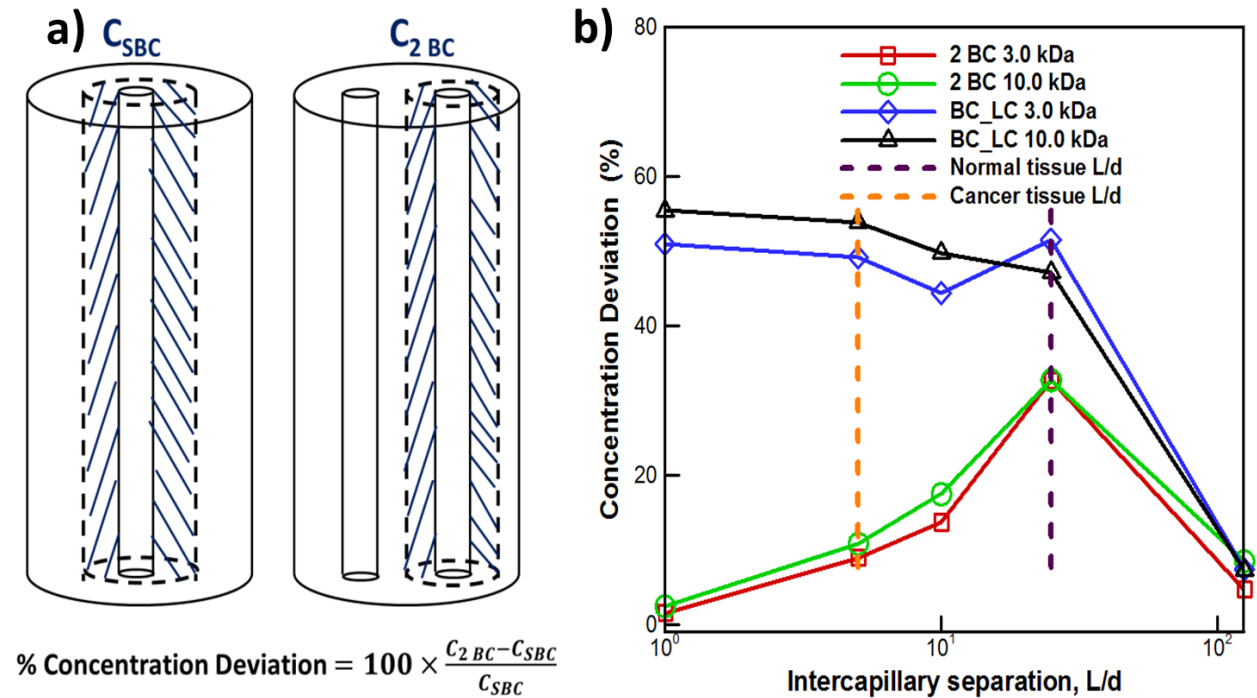 a)
C_SBC
C_2 BC
% Concentration Deviation = 100 × (C_2 BC − C_SBC) / C_SBC
b)
80
60
40
20
0
Concentration Deviation (%)
2 BC 3.0 kDa
2 BC 10.0 kDa
BC_LC 3.0 kDa
BC_LC 10.0 kDa
Normal tissue L/d
Cancer tissue L/d
10^0
10^1
10^2
Intercapillary separation, L/d